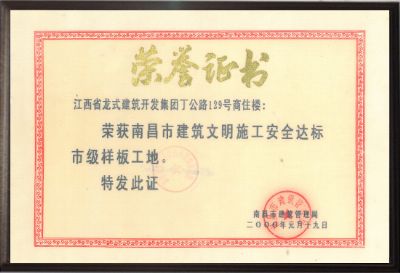 荣誉证书
江西省龙式建筑开发集团丁公路129号商住楼：
荣获南昌市建筑文明施工安全达标
市级样板工地。
特发此证
南昌市建筑管理局
二000年元月十九日